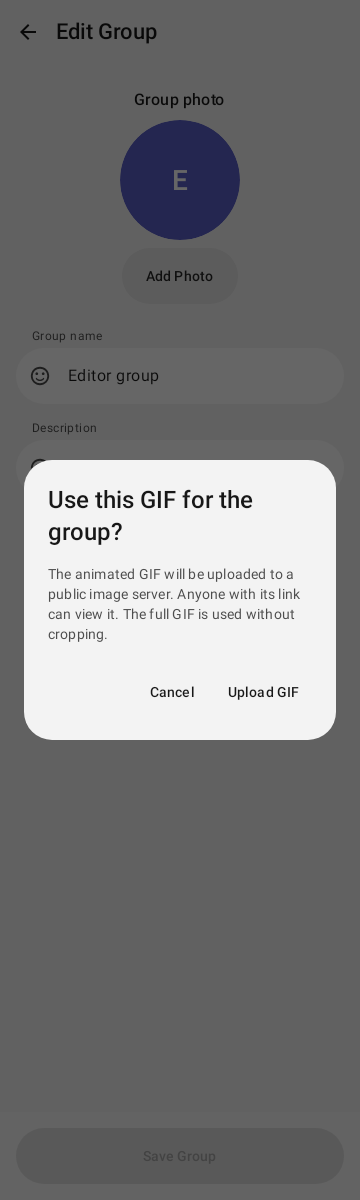 Edit Group
Group photo
E
Add Photo
Group name
Editor group
Description
Use this GIF for the
group?
The animated GIF will be uploaded to a
public image server. Anyone with its link
can view it. The full GIF is used without
cropping.
Cancel
Upload GIF
Save Group